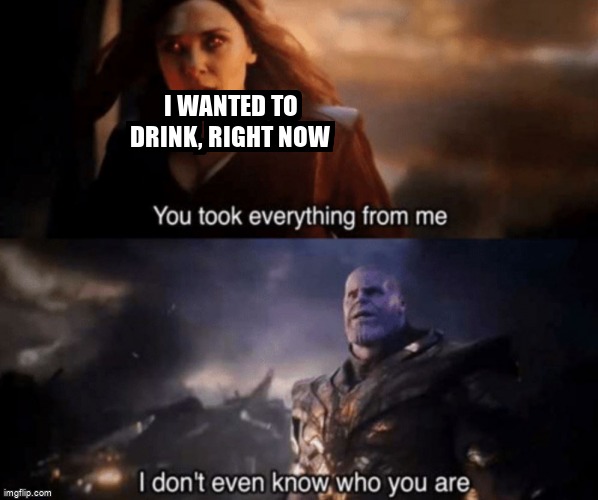 I WANTED TO
DRINK, RIGHT NOW
You took everything from me
I don't even know who you are
imgflip.com